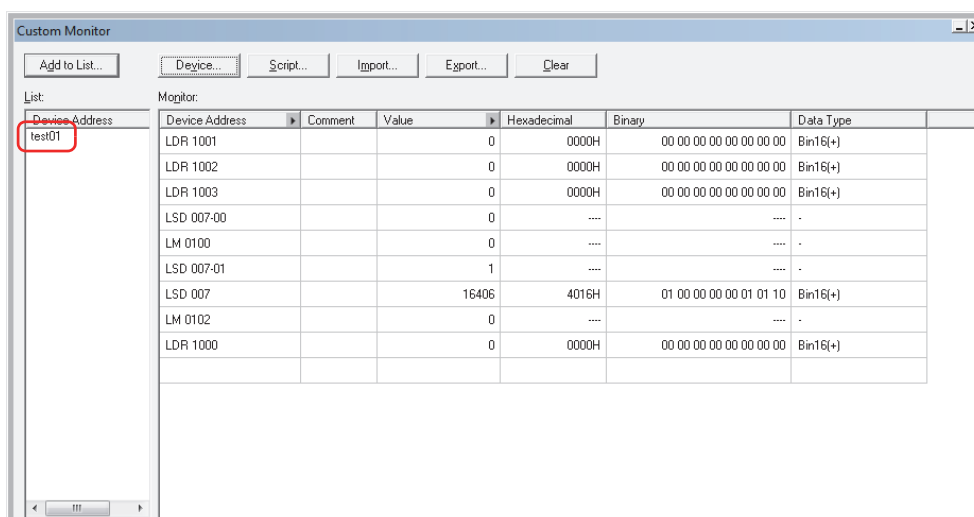 Custom Monitor
Add to List... Device... Script... Import... Export... Clear
List: Monitor:
Device Address Device Address Comment Value Hexadecimal Binary Data Type
test01
LDR 1001 0 0000H 00 00 00 00 00 00 00 00 Bin16(+)
LDR 1002 0 0000H 00 00 00 00 00 00 00 00 Bin16(+)
LDR 1003 0 0000H 00 00 00 00 00 00 00 00 Bin16(+)
LSD 007-00 0 ---- ---- -
LM 0100 0 ---- ---- -
LSD 007-01 1 ---- ---- -
LSD 007 16406 4016H 01 00 00 00 00 01 01 10 Bin16(+)
LM 0102 0 ---- ---- -
LDR 1000 0 0000H 00 00 00 00 00 00 00 00 Bin16(+)